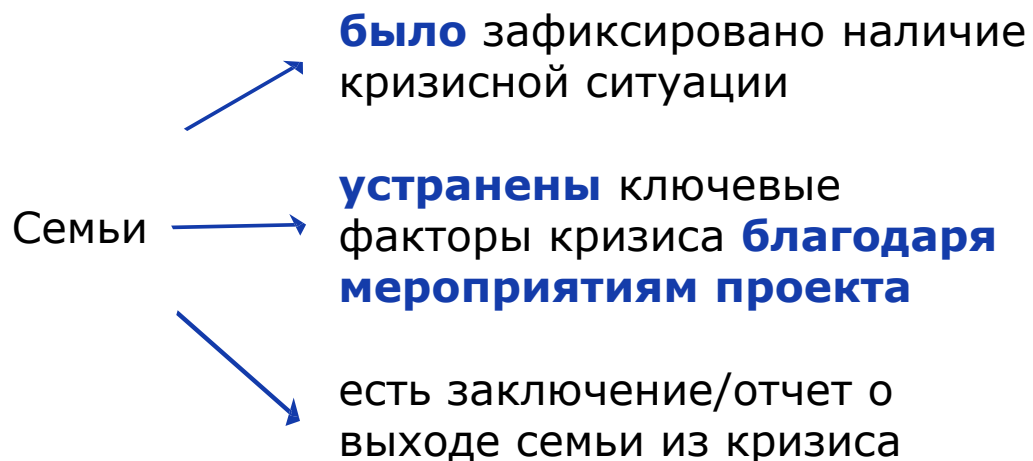 было зафиксировано наличие
кризисной ситуации
устранены ключевые
Семьи
факторы кризиса благодаря
мероприятиям проекта
есть заключение/отчет о
выходе семьи из кризиса